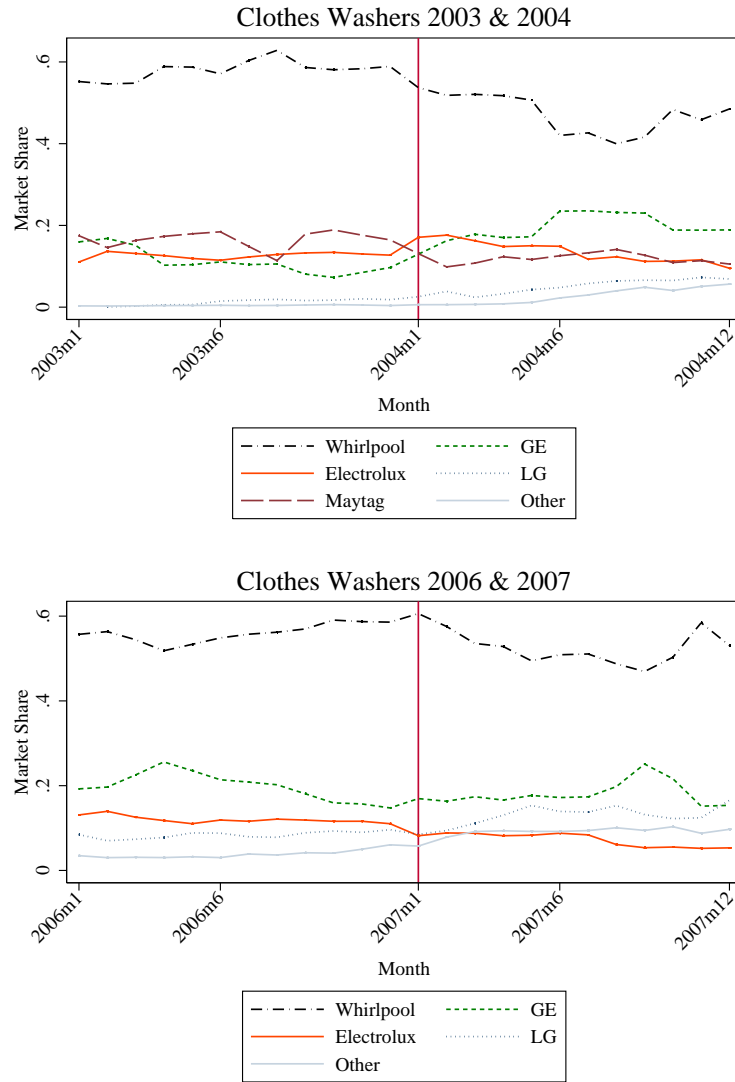 Clothes Washers 2003 & 2004
Market Share
.6
.4
.2
0
2003m1
2003m6
2004m1
2004m6
2004m12
Month
Whirlpool
GE
Electrolux
LG
Maytag
Other
Clothes Washers 2006 & 2007
Market Share
.6
.4
.2
0
2006m1
2006m6
2007m1
2007m6
2007m12
Month
Whirlpool
GE
Electrolux
LG
Other